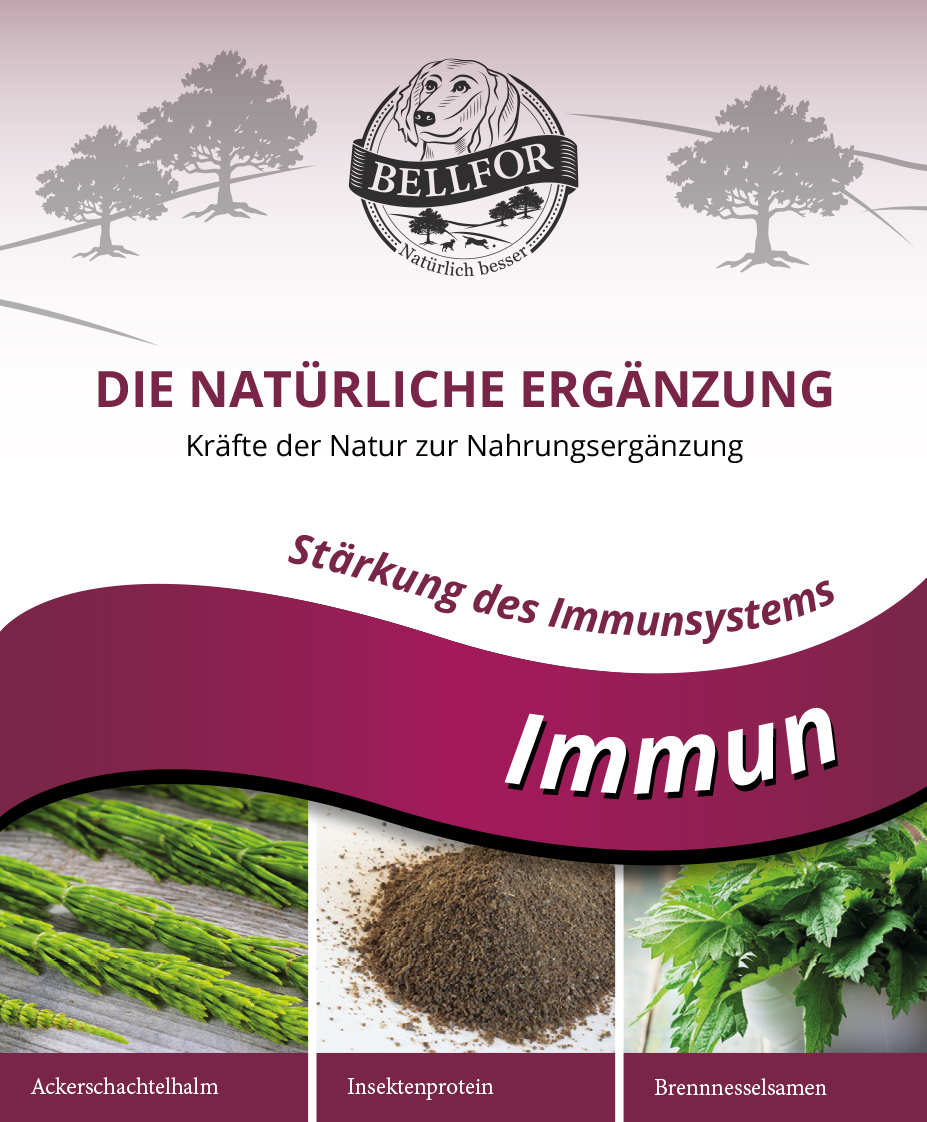 BELLFOR
Natürlich besser
DIE NATÜRLICHE ERGÄNZUNG
Kräfte der Natur zur Nahrungsergänzung
Stärkung des Immunsystems
Immun
Ackerschachtelhalm
Insektenprotein
Brennnesselsamen